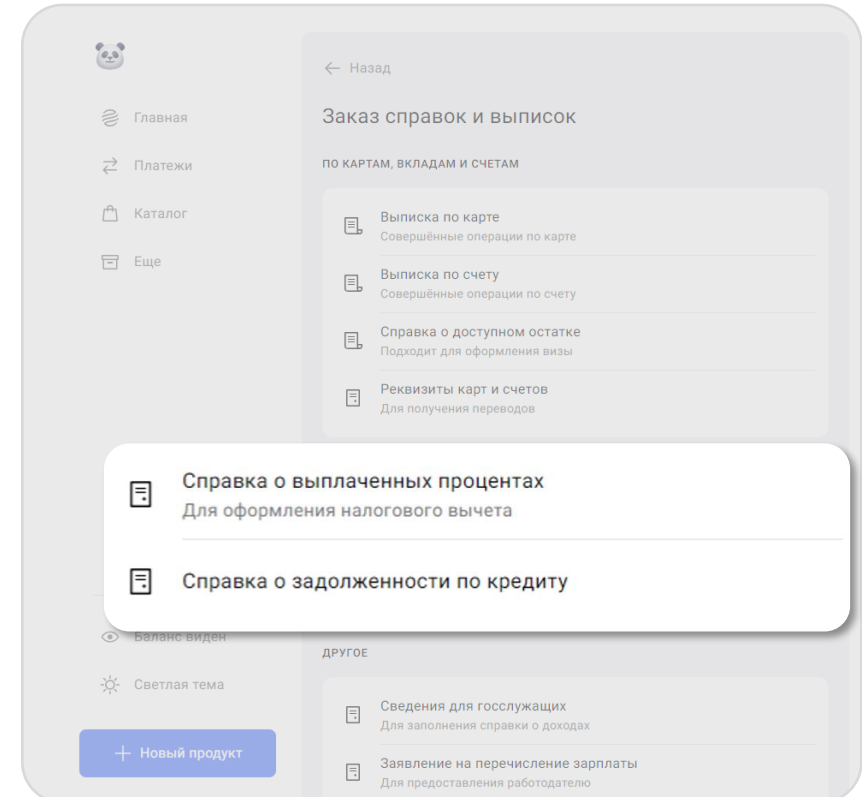 Назад
Главная
Заказ справок и выписок
Платежи
ПО КАРТАМ, ВКЛАДАМ И СЧЕТАМ
Каталог
Выписка по карте
Совершённые операции по карте
Еще
Выписка по счету
Совершённые операции по счету
Справка о доступном остатке
Подходит для оформления визы
Реквизиты карт и счетов
Для получения переводов
Справка о выплаченных процентах
Для оформления налогового вычета
Справка о задолженности по кредиту
Баланс виден
ДРУГОЕ
Светлая тема
Сведения для госслужащих
Для заполнения справки о доходах
Новый продукт
Заявление на перечисление зарплаты
Для предоставления работодателю